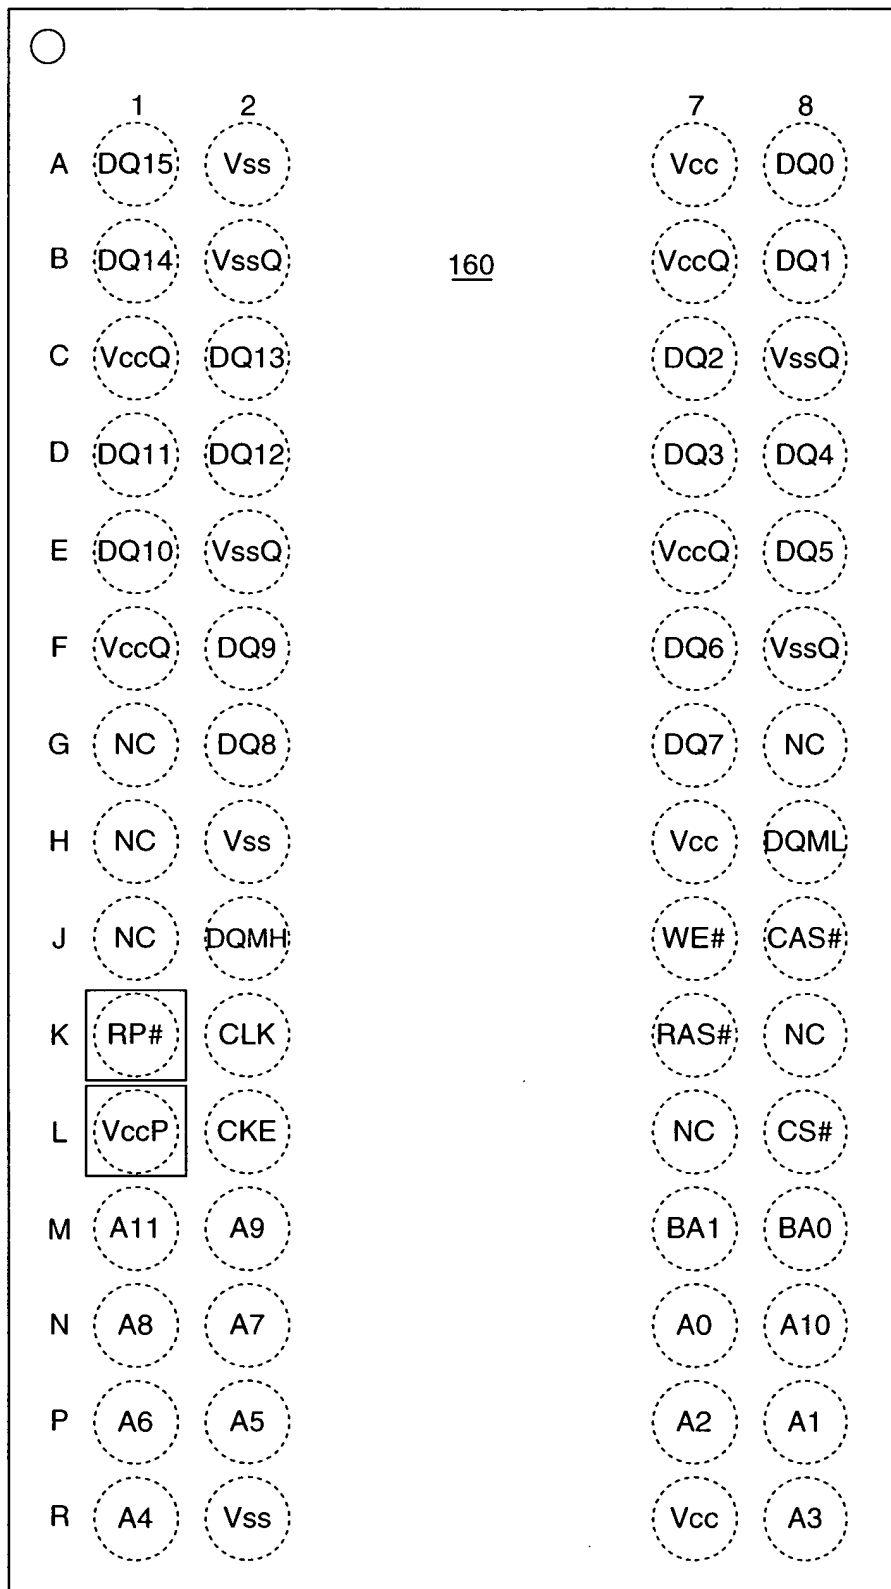 1 2 7 8
A DQ15 Vss Vcc DQ0
B DQ14 VssQ 160 VccQ DQ1
C VccQ DQ13 DQ2 VssQ
D DQ11 DQ12 DQ3 DQ4
E DQ10 VssQ VccQ DQ5
F VccQ DQ9 DQ6 VssQ
G NC DQ8 DQ7 NC
H NC Vss Vcc DQML
J NC DQMH WE# CAS#
K RP# CLK RAS# NC
L VccP CKE NC CS#
M A11 A9 BA1 BA0
N A8 A7 A0 A10
P A6 A5 A2 A1
R A4 Vss Vcc A3